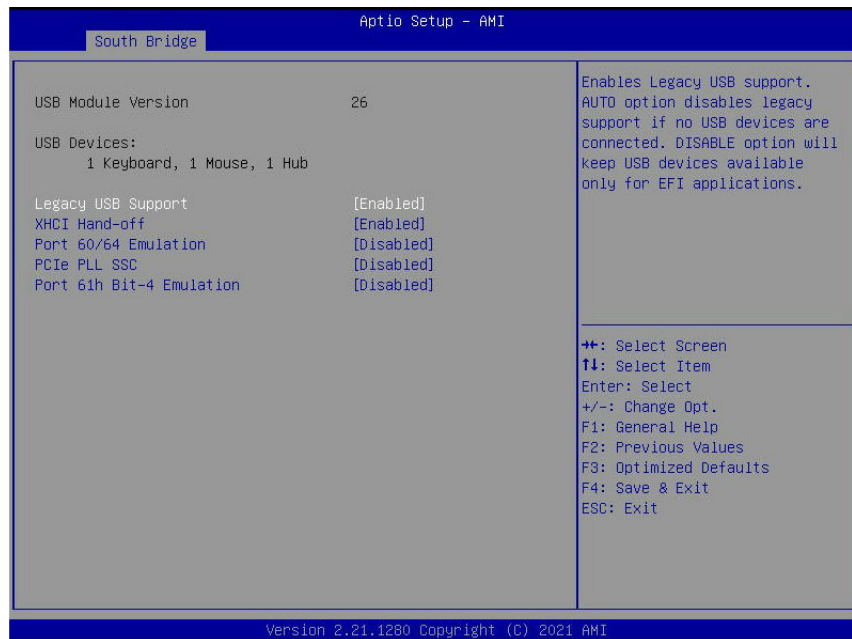 Aptio Setup – AMI
South Bridge
USB Module Version 26
USB Devices:
1 Keyboard, 1 Mouse, 1 Hub
Legacy USB Support [Enabled]
XHCI Hand-off [Enabled]
Port 60/64 Emulation [Disabled]
PCIe PLL SSC [Disabled]
Port 61h Bit-4 Emulation [Disabled]
Enables Legacy USB support.
AUTO option disables legacy
support if no USB devices are
connected. DISABLE option will
keep USB devices available
only for EFI applications.
→←: Select Screen
↑↓: Select Item
Enter: Select
+/-: Change Opt.
F1: General Help
F2: Previous Values
F3: Optimized Defaults
F4: Save & Exit
ESC: Exit
Version 2.21.1280 Copyright (C) 2021 AMI